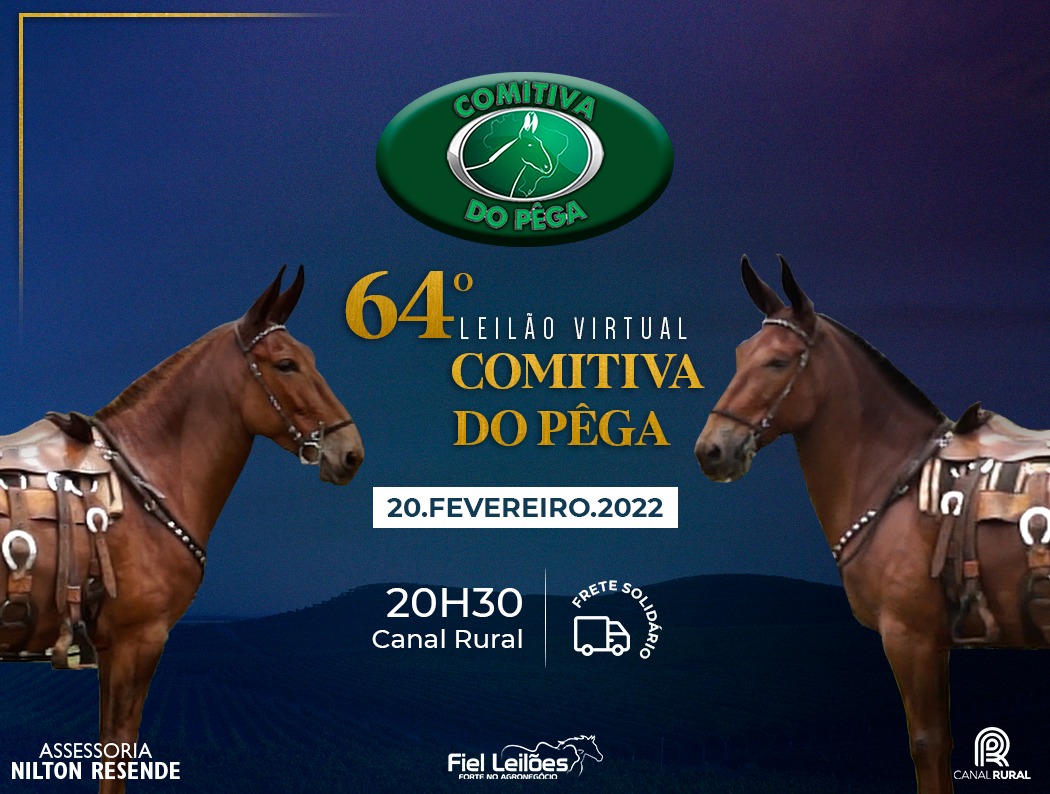 COMITIVA
DO PÊGA
64º
LEILÃO VIRTUAL
COMITIVA
DO PÊGA
20.FEVEREIRO.2022
20H30
Canal Rural
FRETE SOLIDÁRIO
ASSESSORIA
NILTON RESENDE
Fiel Leilões
FORTE NO AGRONEGÓCIO
CANAL RURAL